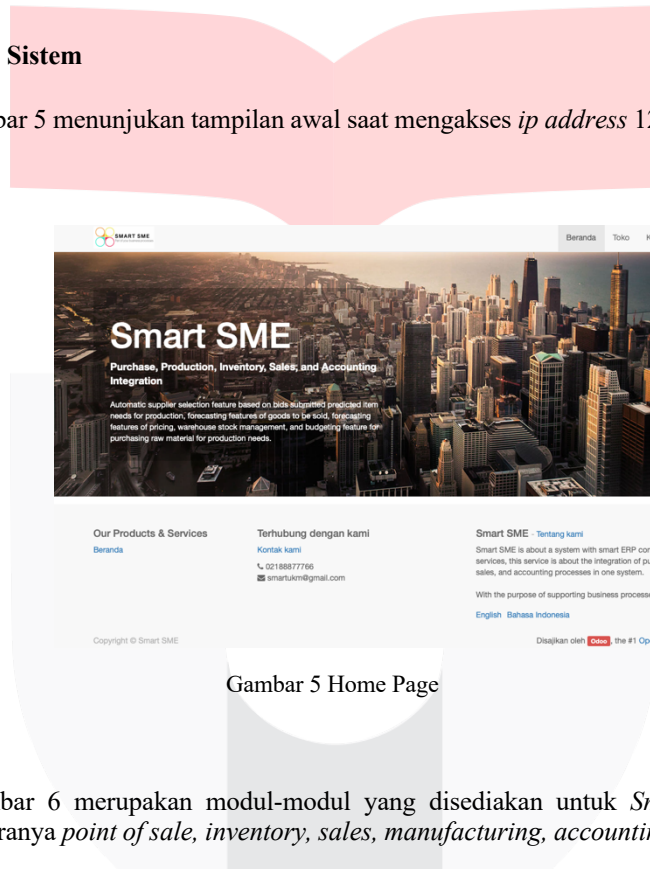 Sistem
bar 5 menunjukan tampilan awal saat mengakses ip address 12
SMART SME
Beranda Toko K
Smart SME
Purchase, Production, Inventory, Sales, and Accounting
Integration
Automatic supplier selection feature based on bids submitted predicted item
needs for production, forecasting features of goods to be sold, forecasting
features of pricing, warehouse stock management, and budgeting feature for
purchasing raw material for production needs.
Our Products & Services
Beranda
Terhubung dengan kami
Kontak kami
02188877766
smartukm@gmail.com
Smart SME - Tentang kami
Smart SME is about a system with smart ERP con
services, this service is about the integration of pu
sales, and accounting processes in one system.
With the purpose of supporting business processe
English Bahasa Indonesia
Copyright © Smart SME
Disajikan oleh Odoo, the #1 Op
Gambar 5 Home Page
bar 6 merupakan modul-modul yang disediakan untuk Sm
ranya point of sale, inventory, sales, manufacturing, accountin